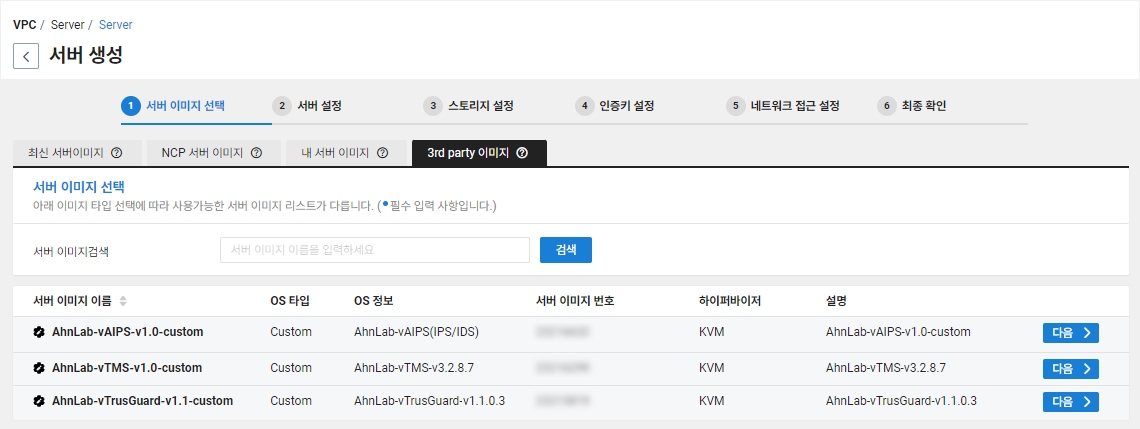 VPC / Server / Server
서버 생성
1 서버 이미지 선택 2 서버 설정 3 스토리지 설정 4 인증키 설정 5 네트워크 접근 설정 6 최종 확인
최신 서버이미지 ? NCP 서버 이미지 ? 내 서버 이미지 ? 3rd party 이미지 ?
서버 이미지 선택
아래 이미지 타입 선택에 따라 사용가능한 서버 이미지 리스트가 다릅니다. (•필수 입력 사항입니다.)
서버 이미지검색 서버 이미지 이름을 입력하세요 검색
서버 이미지 이름 OS 타입 OS 정보 서버 이미지 번호 하이퍼바이저 설명
AhnLab-vAIPS-v1.0-custom Custom AhnLab-vAIPS(IPS/IDS) KVM AhnLab-vAIPS-v1.0-custom 다음
AhnLab-vTMS-v1.0-custom Custom AhnLab-vTMS-v3.2.8.7 KVM AhnLab-vTMS-v3.2.8.7 다음
AhnLab-vTrusGuard-v1.1-custom Custom AhnLab-vTrusGuard-v1.1.0.3 KVM AhnLab-vTrusGuard-v1.1.0.3 다음